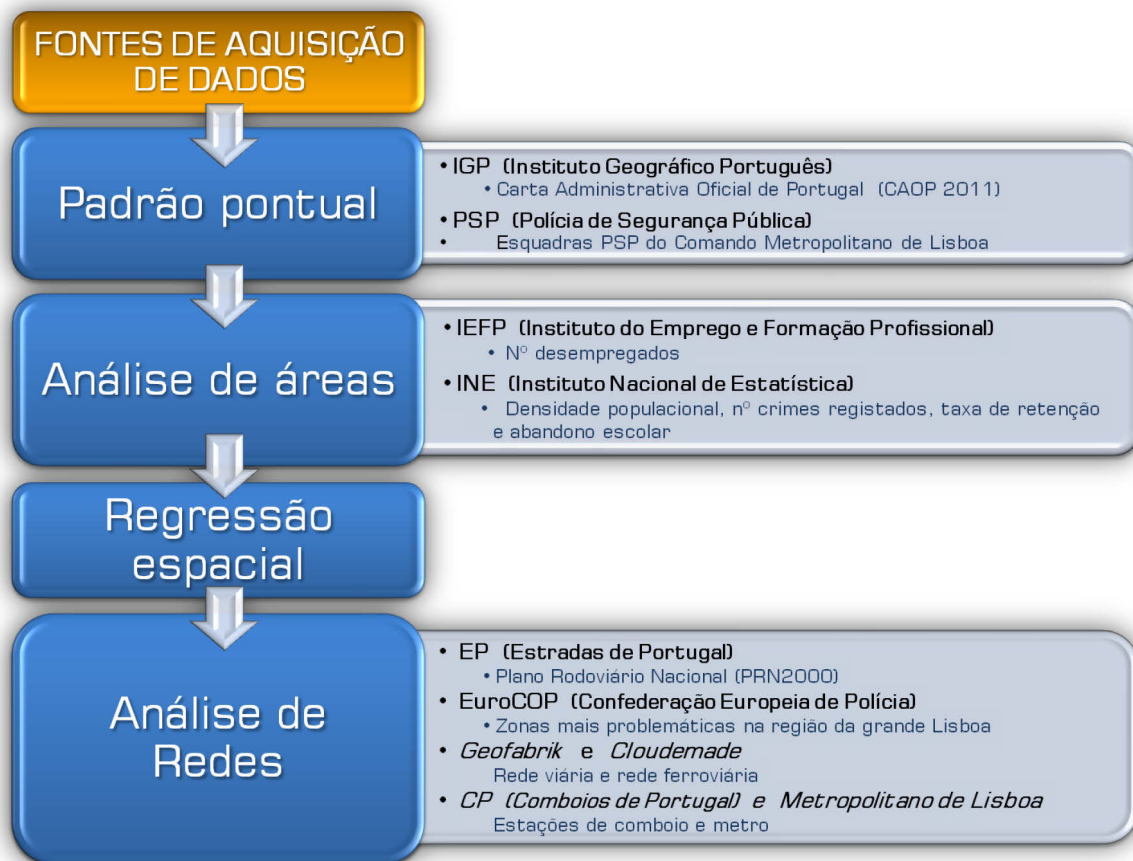 FONTES DE AQUISIÇÃO
DE DADOS
Padrão pontual
• IGP (Instituto Geográfico Português)
• Carta Administrativa Oficial de Portugal (CAOP 2011)
• PSP (Polícia de Segurança Pública)
• Esquadras PSP do Comando Metropolitano de Lisboa
Análise de áreas
• IEFP (Instituto do Emprego e Formação Profissional)
• Nº desempregados
• INE (Instituto Nacional de Estatística)
• Densidade populacional, nº crimes registados, taxa de retenção
e abandono escolar
Regressão
espacial
Análise de
Redes
• EP (Estradas de Portugal)
• Plano Rodoviário Nacional (PRN2000)
• EuroCOP (Confederação Europeia de Polícia)
• Zonas mais problemáticas na região da grande Lisboa
• Geofabrik e Cloudemade
Rede viária e rede ferroviária
• CP (Comboios de Portugal) e Metropolitano de Lisboa
Estações de comboio e metro